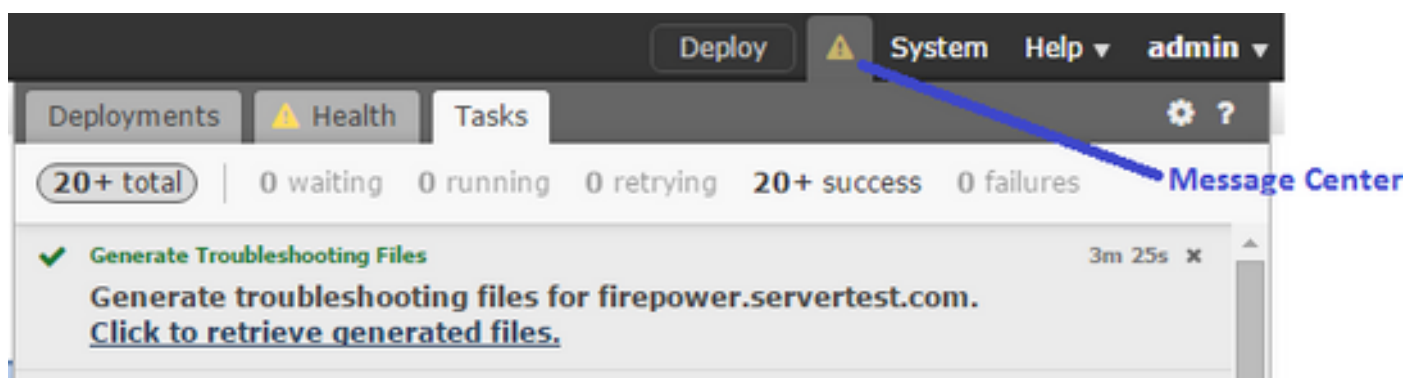 Deploy System Help admin
Deployments Health Tasks ?
20+ total 0 waiting 0 running 0 retrying 20+ success 0 failures
Message Center
Generate Troubleshooting Files 3m 25s
Generate troubleshooting files for firepower.servertest.com.
Click to retrieve generated files.